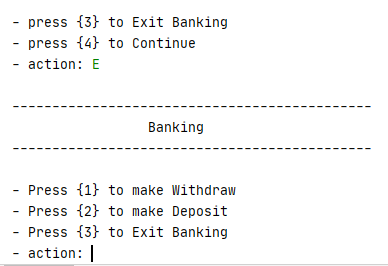 - press {3} to Exit Banking
- press {4} to Continue
- action: E
---------------------------------------------
Banking
---------------------------------------------
- Press {1} to make Withdraw
- Press {2} to make Deposit
- Press {3} to Exit Banking
- action: